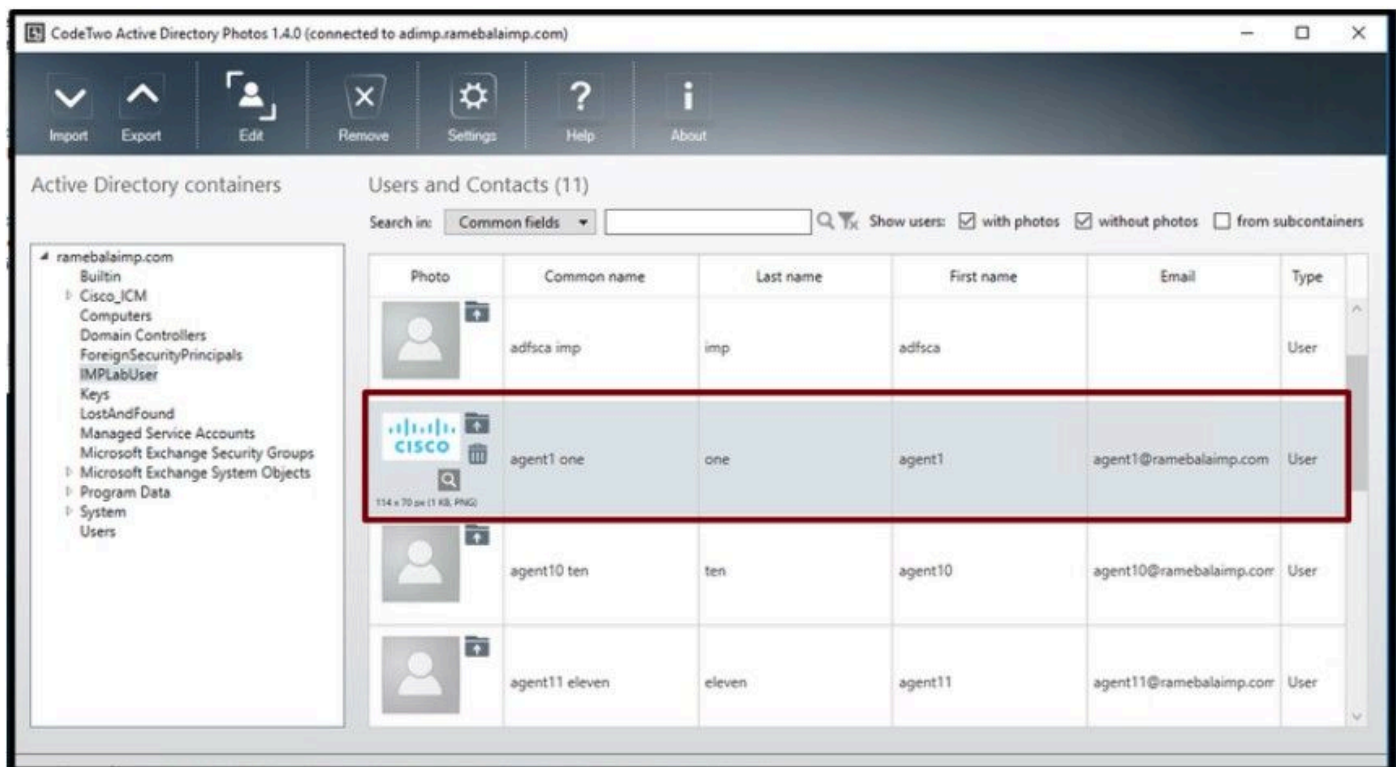 CodeTwo Active Directory Photos 1.4.0 (connected to adimp.ramebalaimp.com)
Import Export Edit Remove Settings Help About
Active Directory containers
Users and Contacts (11)
Search in: Common fields Show users: with photos without photos from subcontainers
ramebalaimp.com
Builtin
Cisco_ICM
Computers
Domain Controllers
ForeignSecurityPrincipals
IMPLabUser
Keys
LostAndFound
Managed Service Accounts
Microsoft Exchange Security Groups
Microsoft Exchange System Objects
Program Data
System
Users
Photo Common name Last name First name Email Type
adfsca imp imp adfsca User
CISCO
agent1 one one agent1 agent1@ramebalaimp.com User
114 x 70 px (1 KB, PNG)
agent10 ten ten agent10 agent10@ramebalaimp.com User
agent11 eleven eleven agent11 agent11@ramebalaimp.com User